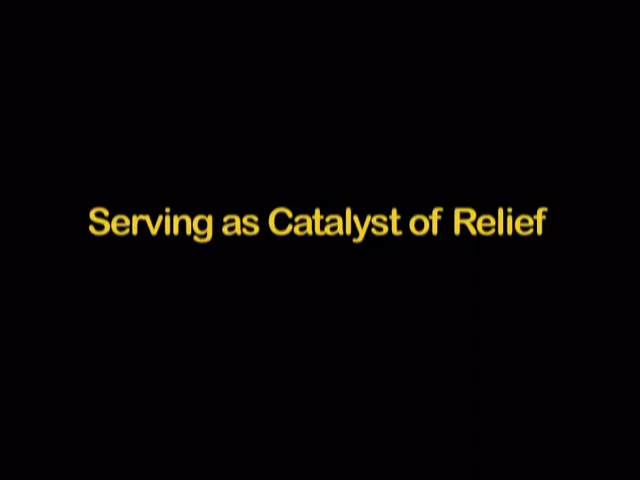 Serving as Catalyst of Relief